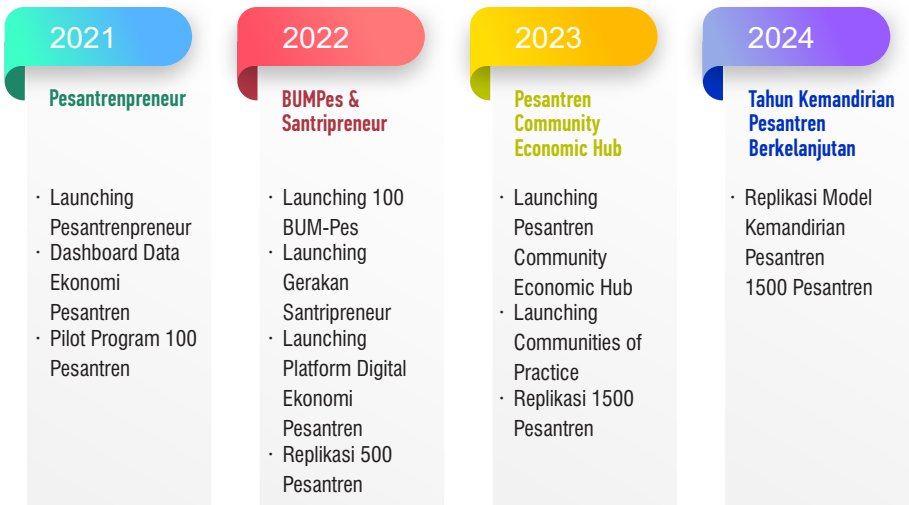 2021
Pesantrenpreneur
· Launching
Pesantrenpreneur
· Dashboard Data
Ekonomi
Pesantren
· Pilot Program 100
Pesantren
2022
BUMPes &
Santripreneur
· Launching 100
BUM-Pes
· Launching
Gerakan
Santripreneur
· Launching
Platform Digital
Ekonomi
Pesantren
· Replikasi 500
Pesantren
2023
Pesantren
Community
Economic Hub
· Launching
Pesantren
Community
Economic Hub
· Launching
Communities of
Practice
· Replikasi 1500
Pesantren
2024
Tahun Kemandirian
Pesantren
Berkelanjutan
· Replikasi Model
Kemandirian
Pesantren
1500 Pesantren